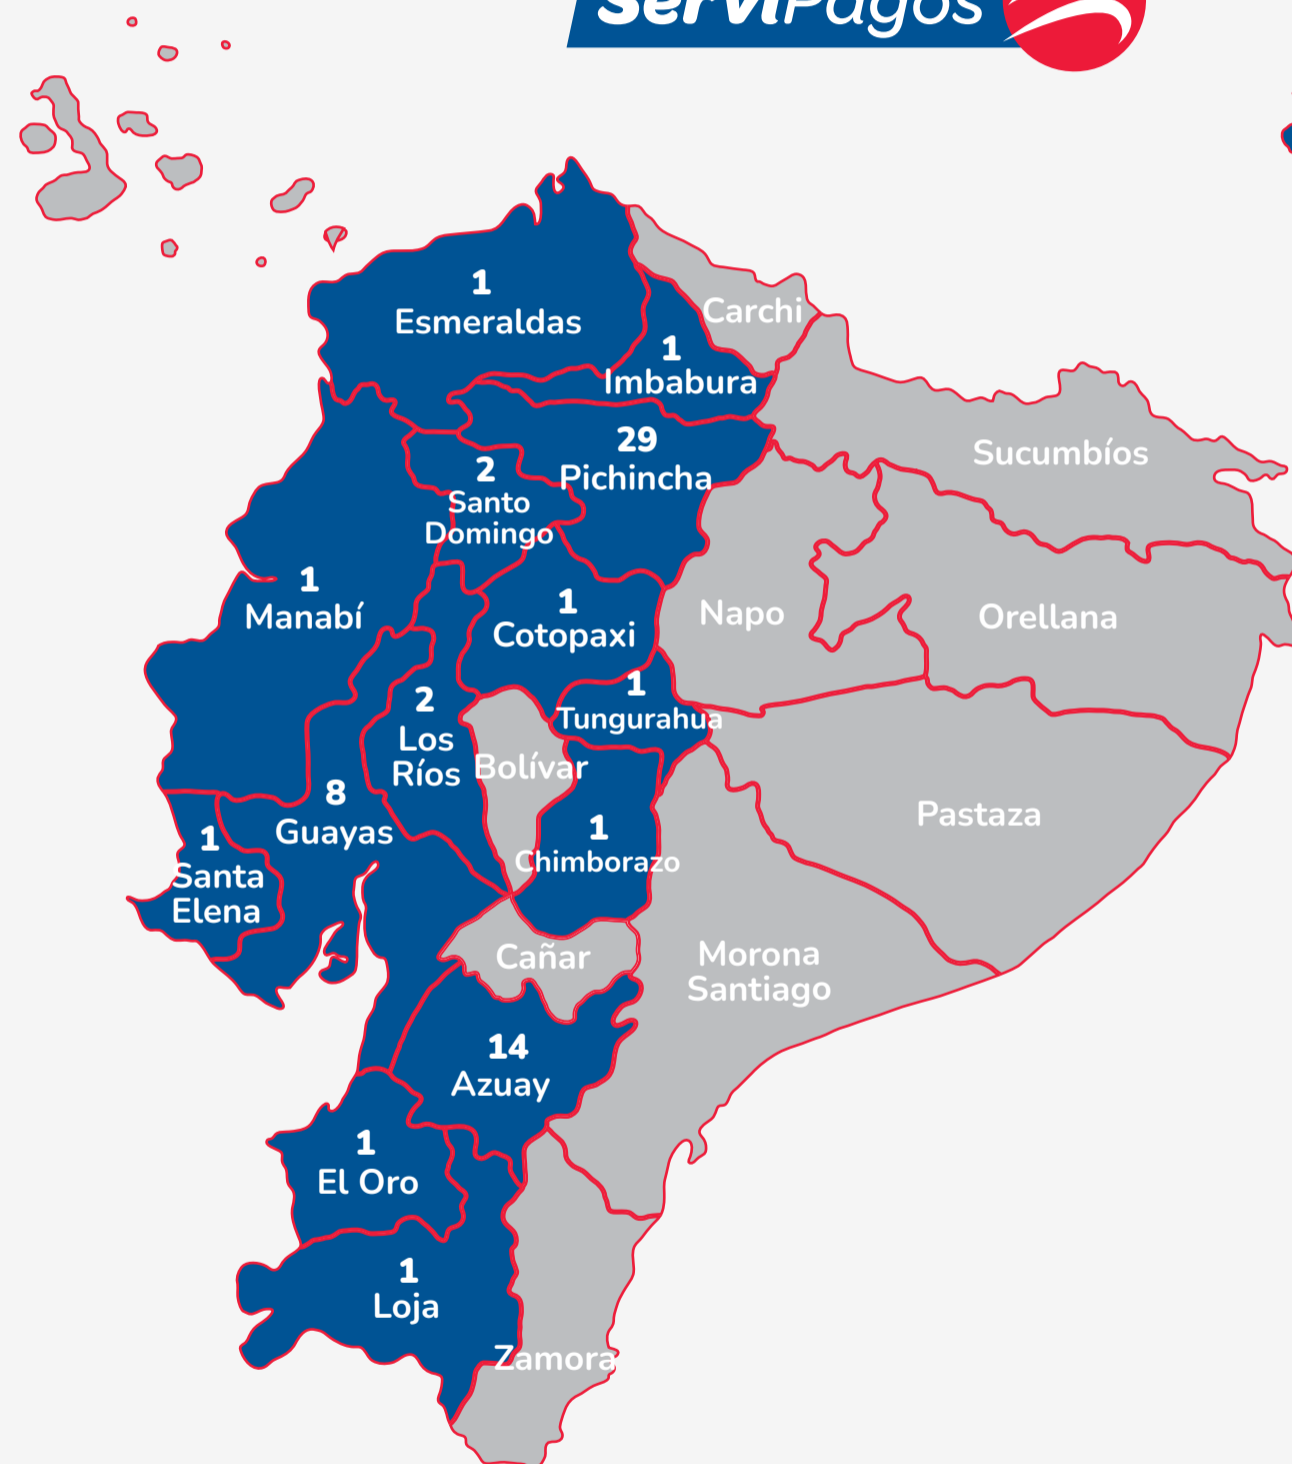 ServiPagos
1
Esmeraldas
Carchi
1
Imbabura
29
Pichincha
Sucumbíos
2
Santo
Domingo
1
Manabí
1
Cotopaxi
Napo
Orellana
1
Tungurahua
2
Los
Ríos
Bolívar
8
Guayas
1
Chimborazo
Pastaza
1
Santa
Elena
Cañar
Morona
Santiago
14
Azuay
1
El Oro
1
Loja
Zamora